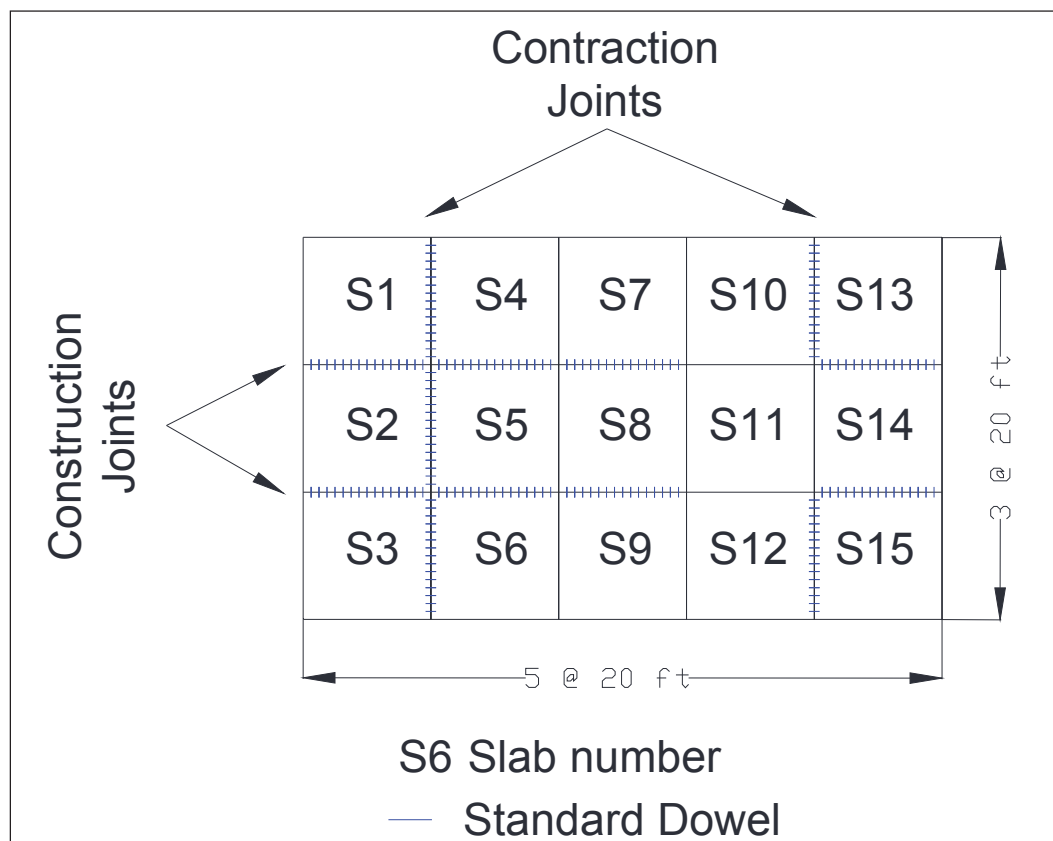 Contraction
Joints
Construction
Joints
S1 S4 S7 S10 S13
S2 S5 S8 S11 S14
S3 S6 S9 S12 S15
3 @ 20 ft
5 @ 20 ft
S6 Slab number
Standard Dowel